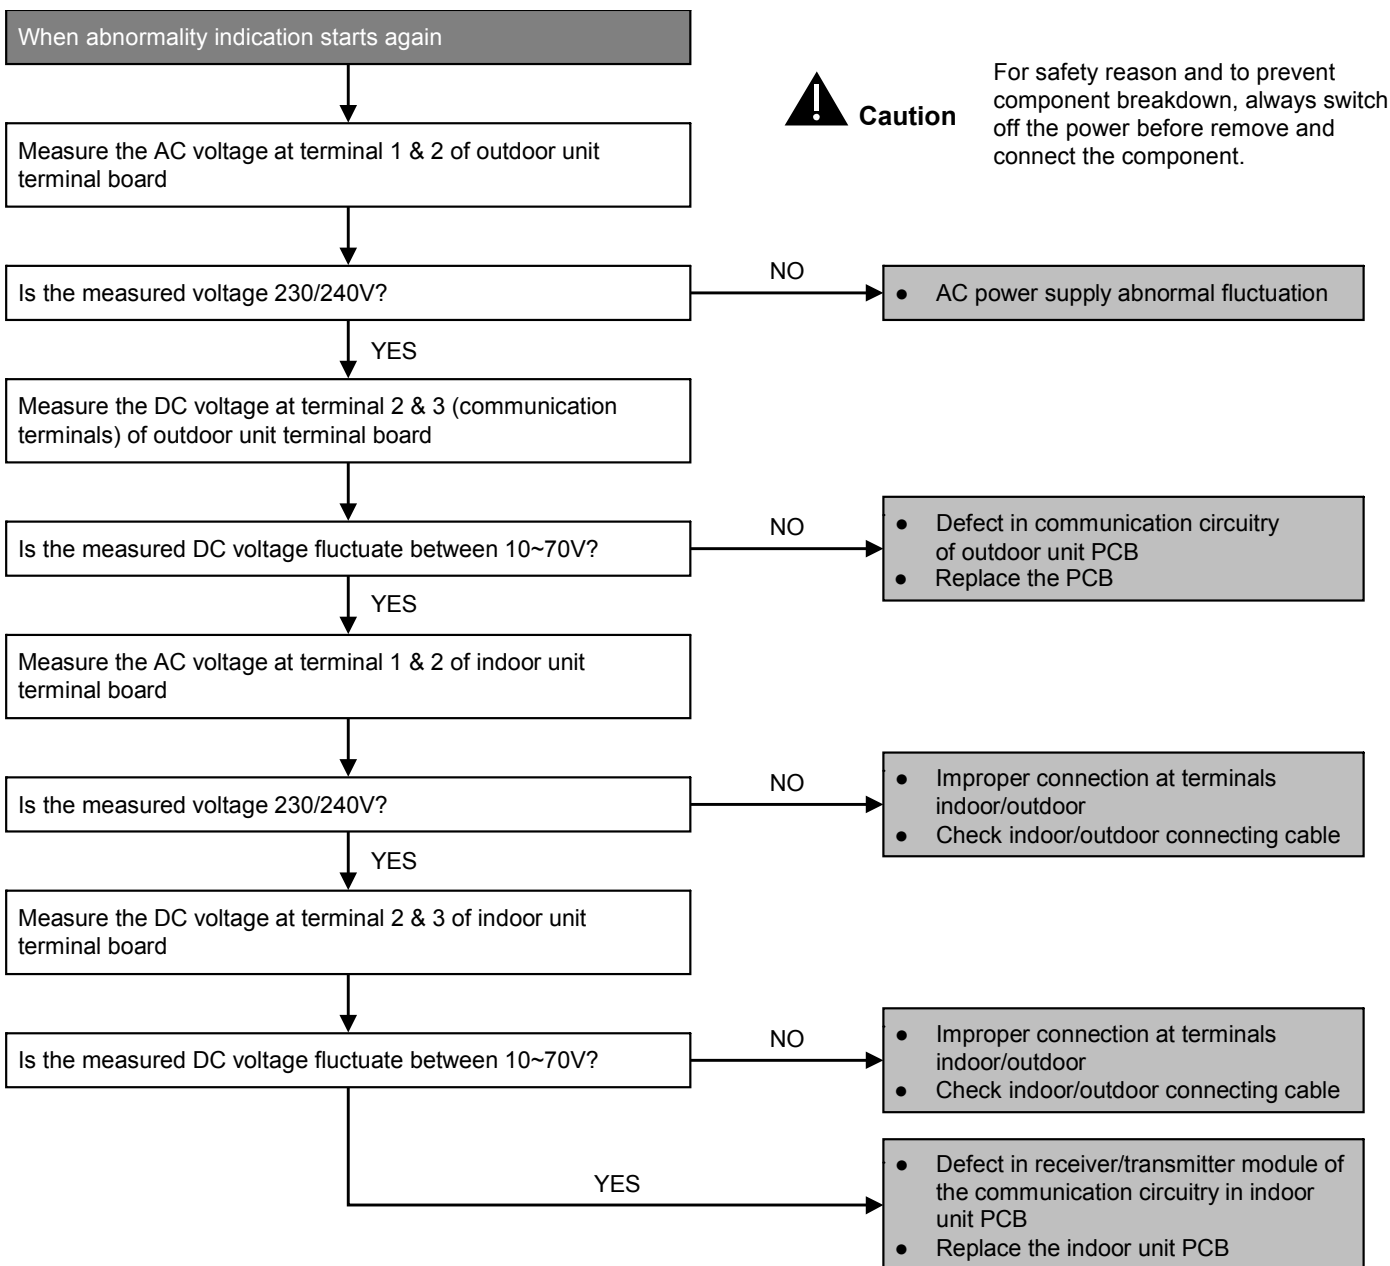 When abnormality indication starts again
Caution
For safety reason and to prevent
component breakdown, always switch
off the power before remove and
connect the component.
Measure the AC voltage at terminal 1 & 2 of outdoor unit
terminal board
Is the measured voltage 230/240V?
NO
● AC power supply abnormal fluctuation
YES
Measure the DC voltage at terminal 2 & 3 (communication
terminals) of outdoor unit terminal board
Is the measured DC voltage fluctuate between 10~70V?
NO
● Defect in communication circuitry
of outdoor unit PCB
● Replace the PCB
YES
Measure the AC voltage at terminal 1 & 2 of indoor unit
terminal board
Is the measured voltage 230/240V?
NO
● Improper connection at terminals
indoor/outdoor
● Check indoor/outdoor connecting cable
YES
Measure the DC voltage at terminal 2 & 3 of indoor unit
terminal board
Is the measured DC voltage fluctuate between 10~70V?
NO
● Improper connection at terminals
indoor/outdoor
● Check indoor/outdoor connecting cable
YES
● Defect in receiver/transmitter module of
the communication circuitry in indoor
unit PCB
● Replace the indoor unit PCB